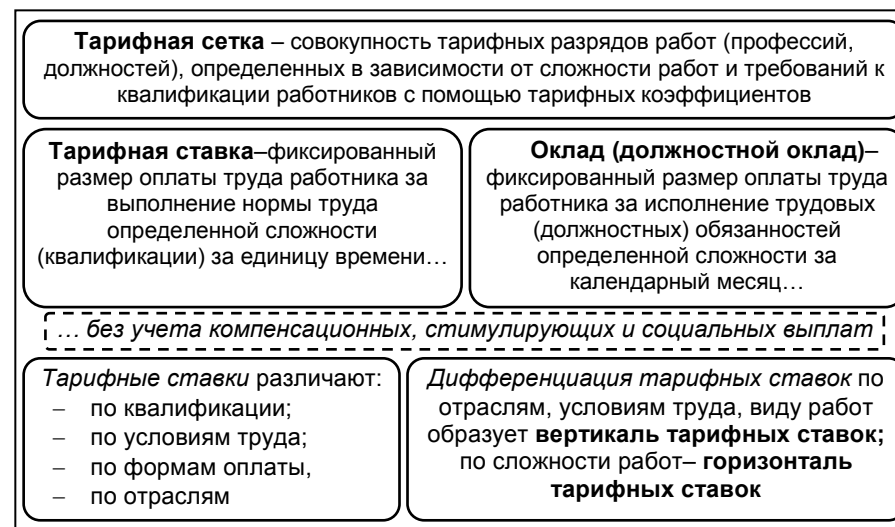 Тарифная сетка – совокупность тарифных разрядов работ (профессий,
должностей), определенных в зависимости от сложности работ и требований к
квалификации работников с помощью тарифных коэффициентов
Тарифная ставка–фиксированный
размер оплаты труда работника за
выполнение нормы труда
определенной сложности
(квалификации) за единицу времени…
Оклад (должностной оклад)–
фиксированный размер оплаты труда
работника за исполнение трудовых
(должностных) обязанностей
определенной сложности за
календарный месяц…
… без учета компенсационных, стимулирующих и социальных выплат
Тарифные ставки различают:
– по квалификации;
– по условиям труда;
– по формам оплаты,
– по отраслям
Дифференциация тарифных ставок по
отраслям, условиям труда, виду работ
образует вертикаль тарифных ставок;
по сложности работ– горизонталь
тарифных ставок